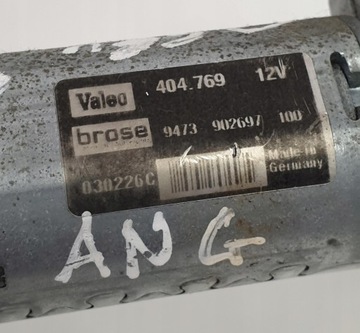 Valeo 404.769 12V
brose 9473 902697 100
030226C Made in
Germany
ANG